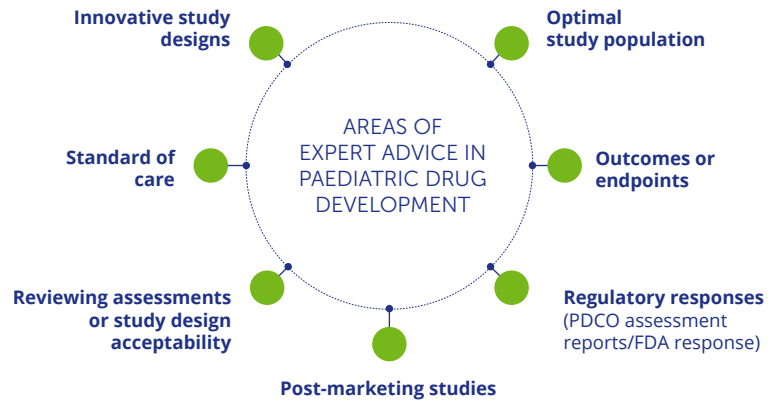 Innovative study
designs
Optimal
study population
AREAS OF
EXPERT ADVICE IN
PAEDIATRIC DRUG
DEVELOPMENT
Standard of
care
Outcomes or
endpoints
Reviewing assessments
or study design
acceptability
Regulatory responses
(PDCO assessment
reports/FDA response)
Post-marketing studies